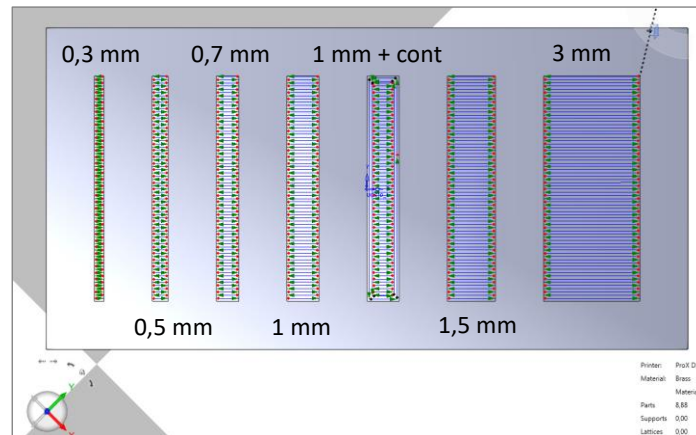 0,3 mm
0,7 mm
1 mm + cont
3 mm
0,5 mm
1 mm
1,5 mm
Printer: ProX D
Material: Brass
Materia
Parts 8,88
Supports 0,00
Lattices 0,00
Y